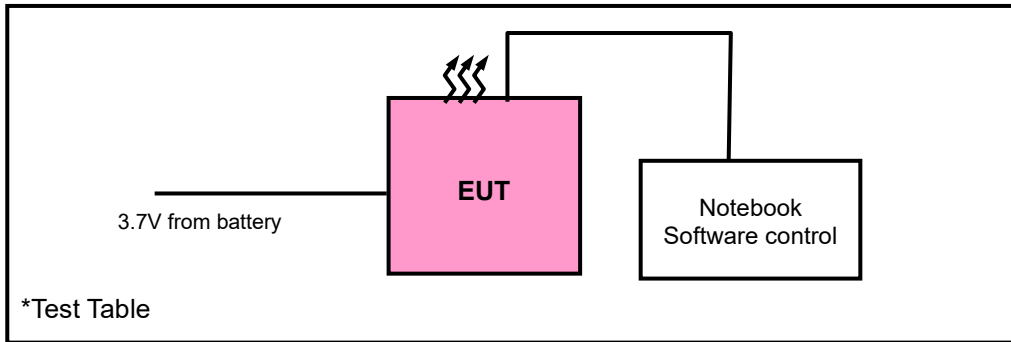 EUT
3.7V from battery
Notebook
Software control
*Test Table